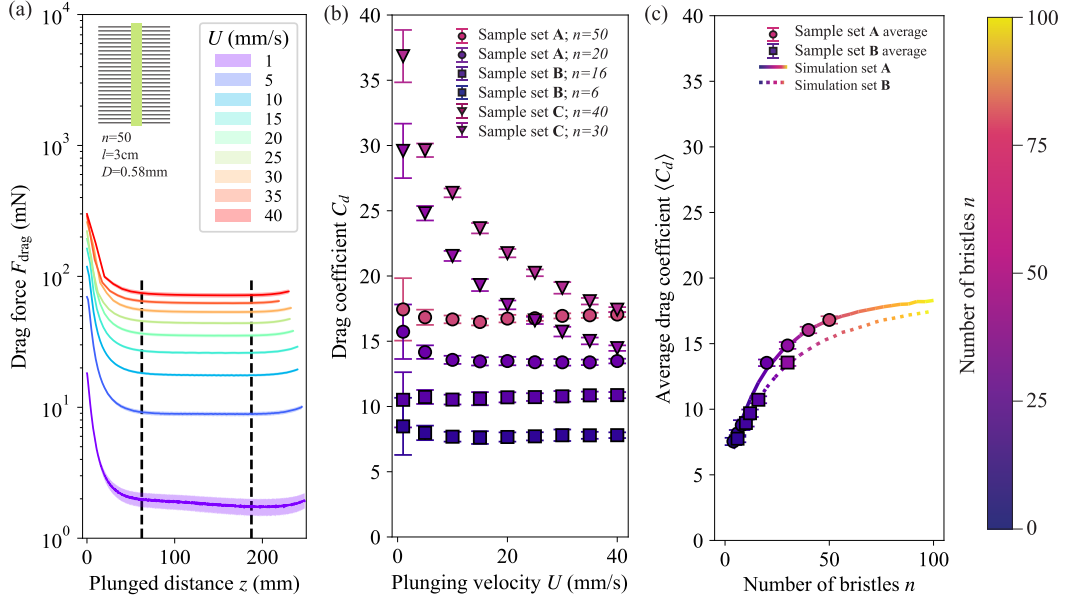 (a)
Drag force F_drag (mN)
10⁴
10³
10²
10¹
10⁰
n=50
l=3cm
D=0.58mm
U (mm/s)
1
5
10
15
20
25
30
35
40
0
100
200
Plunged distance z (mm)
(b)
Drag coefficient C_d
40
35
30
25
20
15
10
5
0
Sample set A; n=50
Sample set A; n=20
Sample set B; n=16
Sample set B; n=6
Sample set C; n=40
Sample set C; n=30
0
10
20
30
40
Plunging velocity U (mm/s)
(c)
Average drag coefficient ⟨C_d⟩
40
35
30
25
20
15
10
5
0
Sample set A average
Sample set B average
Simulation set A
Simulation set B
0
50
100
Number of bristles n
Number of bristles n
100
75
50
25
0